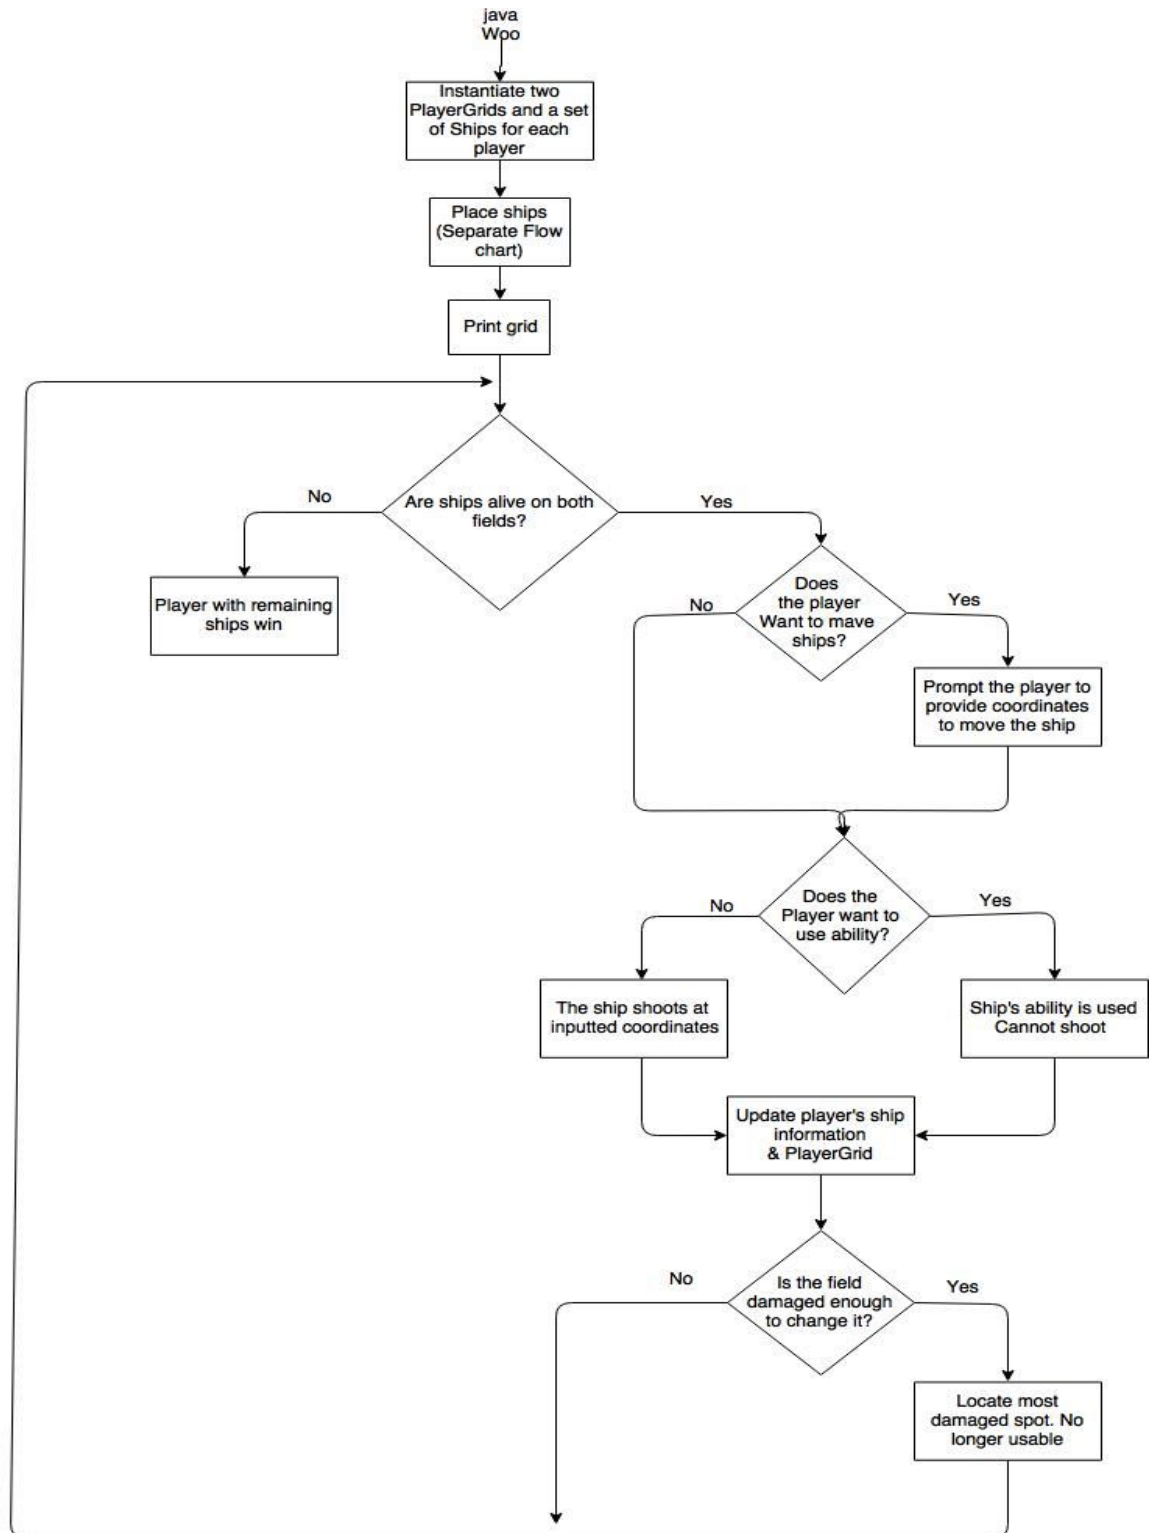 java
Woo
Instantiate two
PlayerGrids and a set
of Ships for each
player
Place ships
(Separate Flow
chart)
Print grid
Are ships alive on both
fields?
No
Yes
Player with remaining
ships win
Does
the player
Want to mave
ships?
No
Yes
Prompt the player to
provide coordinates
to move the ship
Does the
Player want to
use ability?
No
Yes
The ship shoots at
inputted coordinates
Ship's ability is used
Cannot shoot
Update player's ship
information
& PlayerGrid
Is the field
damaged enough
to change it?
No
Yes
Locate most
damaged spot. No
longer usable